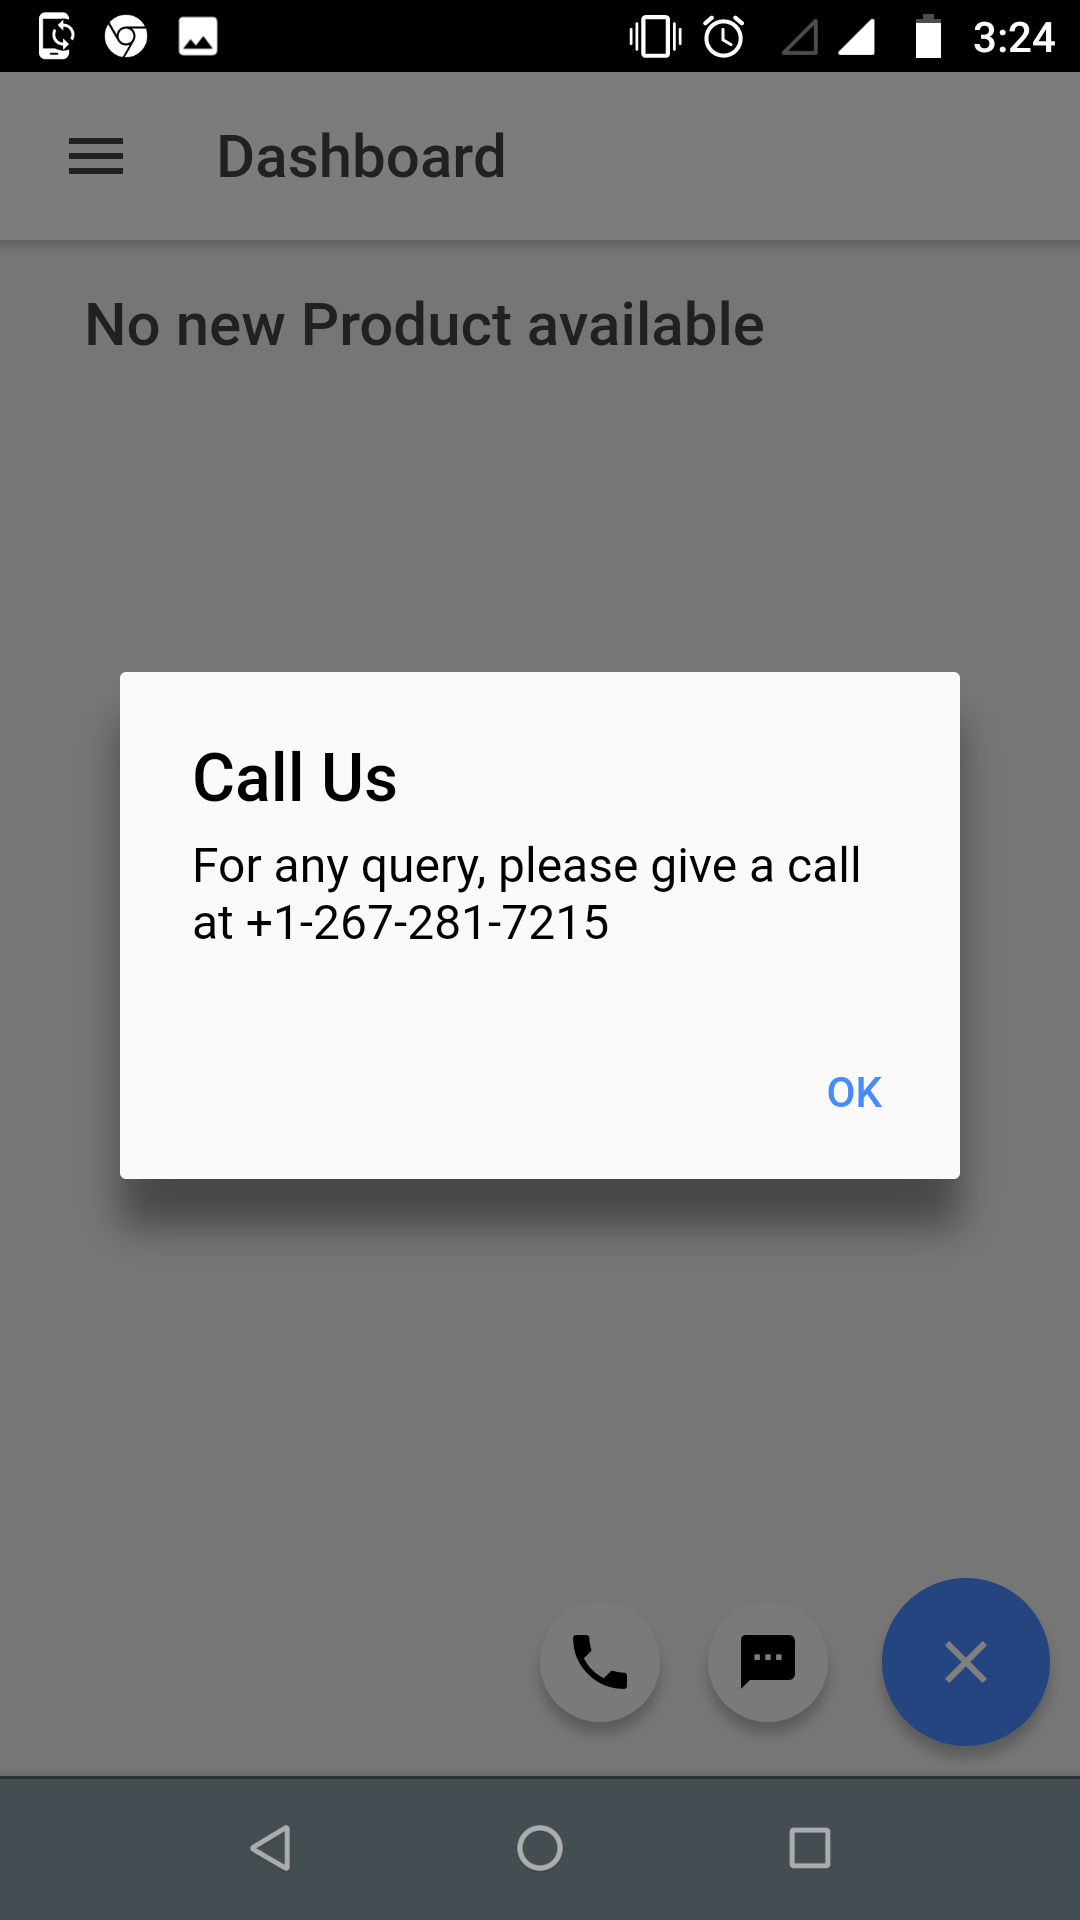 3:24
Dashboard
No new Product available
Call Us
For any query, please give a call
at +1-267-281-7215
OK